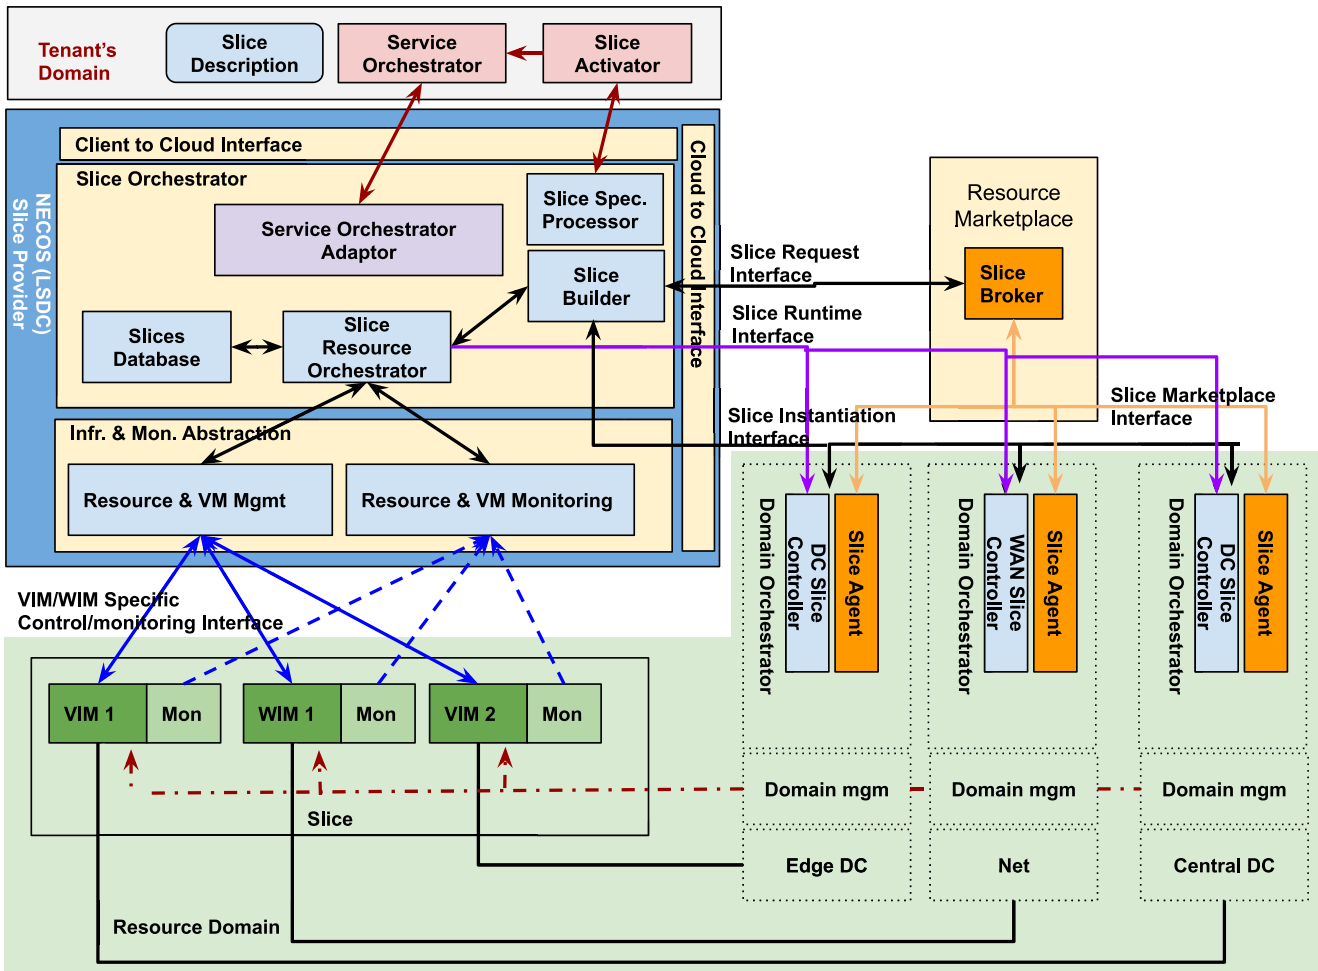 Tenant's
Domain
Slice
Description
Service
Orchestrator
Slice
Activator
NECOS (LSDC)
Slice Provider
Client to Cloud Interface
Cloud to Cloud Interface
Slice Orchestrator
Slice Spec.
Processor
Service Orchestrator
Adaptor
Slice
Builder
Slices
Database
Slice
Resource
Orchestrator
Infr. & Mon. Abstraction
Resource & VM Mgmt
Resource & VM Monitoring
Resource
Marketplace
Slice
Broker
Slice Request
Interface
Slice Runtime
Interface
Slice Instantiation
Interface
Slice Marketplace
Interface
Domain Orchestrator
DC Slice
Controller
Slice Agent
Domain Orchestrator
WAN Slice
Controller
Slice Agent
Domain Orchestrator
DC Slice
Controller
Slice Agent
VIM/WIM Specific
Control/monitoring Interface
VIM 1
Mon
WIM 1
Mon
VIM 2
Mon
Slice
Domain mgm
Domain mgm
Domain mgm
Edge DC
Net
Central DC
Resource Domain